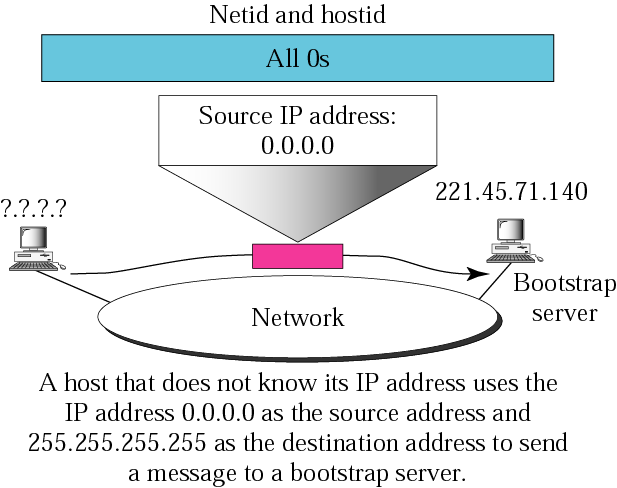 Netid and hostid
All 0s
Source IP address:
0.0.0.0
?.?.?.?
221.45.71.140
Bootstrap
server
Network
A host that does not know its IP address uses the
IP address 0.0.0.0 as the source address and
255.255.255.255 as the destination address to send
a message to a bootstrap server.